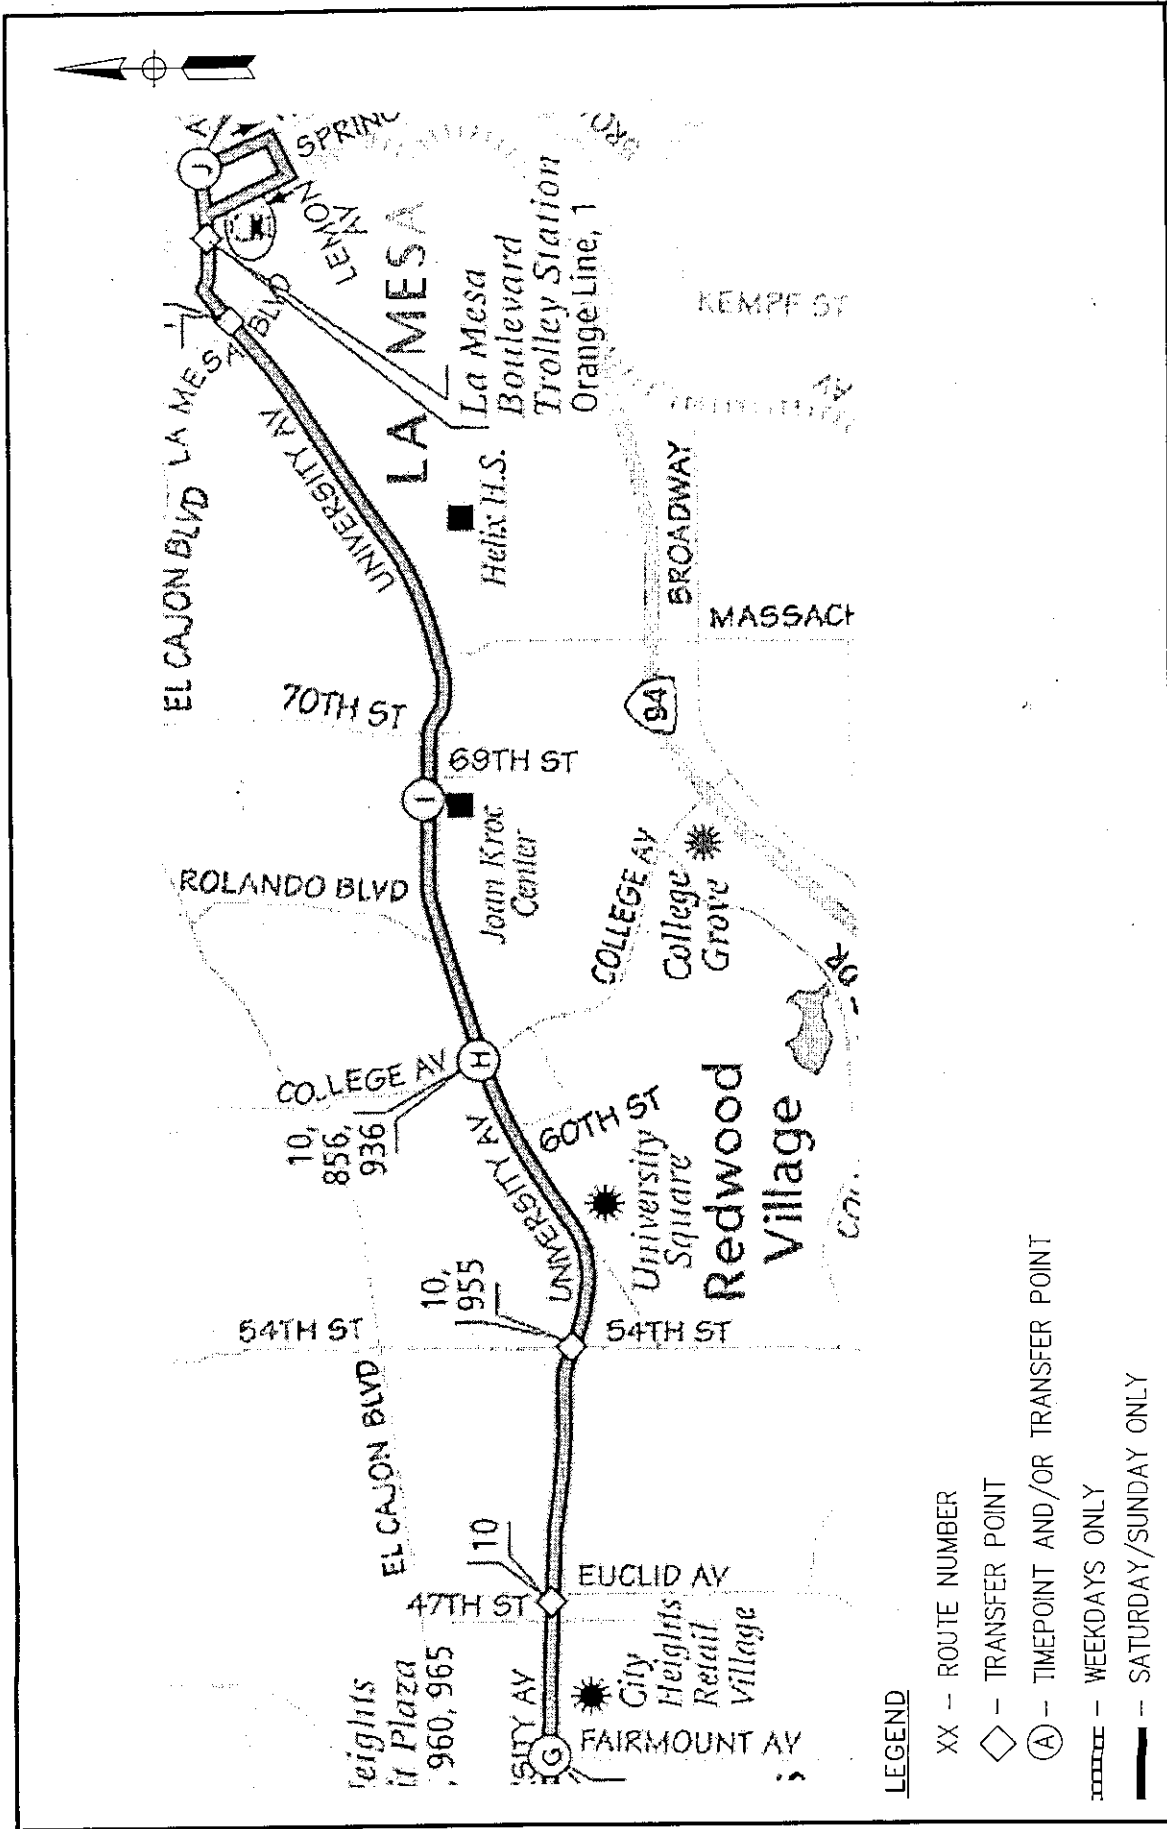 EL CAJON BLVD
LA MESA BLVD
UNIVERSITY AV
LEMON
AV
LA MESA
La Mesa
Boulevard
Trolley Station
Orange Line, 1
Helix H.S.
KEMPF ST
BROADWAY
94
70TH ST
69TH ST
I
J
Joan Kroc
Center
ROLANDO BLVD
COLLEGE AV
College
Grove
COLLEGE AV
10,
856,
936
H
UNIVERSITY AV
60TH ST
University
Square
Redwood
Village
54TH ST
10,
955
54TH ST
EL CAJON BLVD
10
47TH ST
EUCLID AV
City
Heights
Retail
Village
Plaza
960, 965
G
FAIRMOUNT AV
LEGEND
XX - ROUTE NUMBER
- TRANSFER POINT
A - TIMEPOINT AND/OR TRANSFER POINT
- WEEKDAYS ONLY
- SATURDAY/SUNDAY ONLY